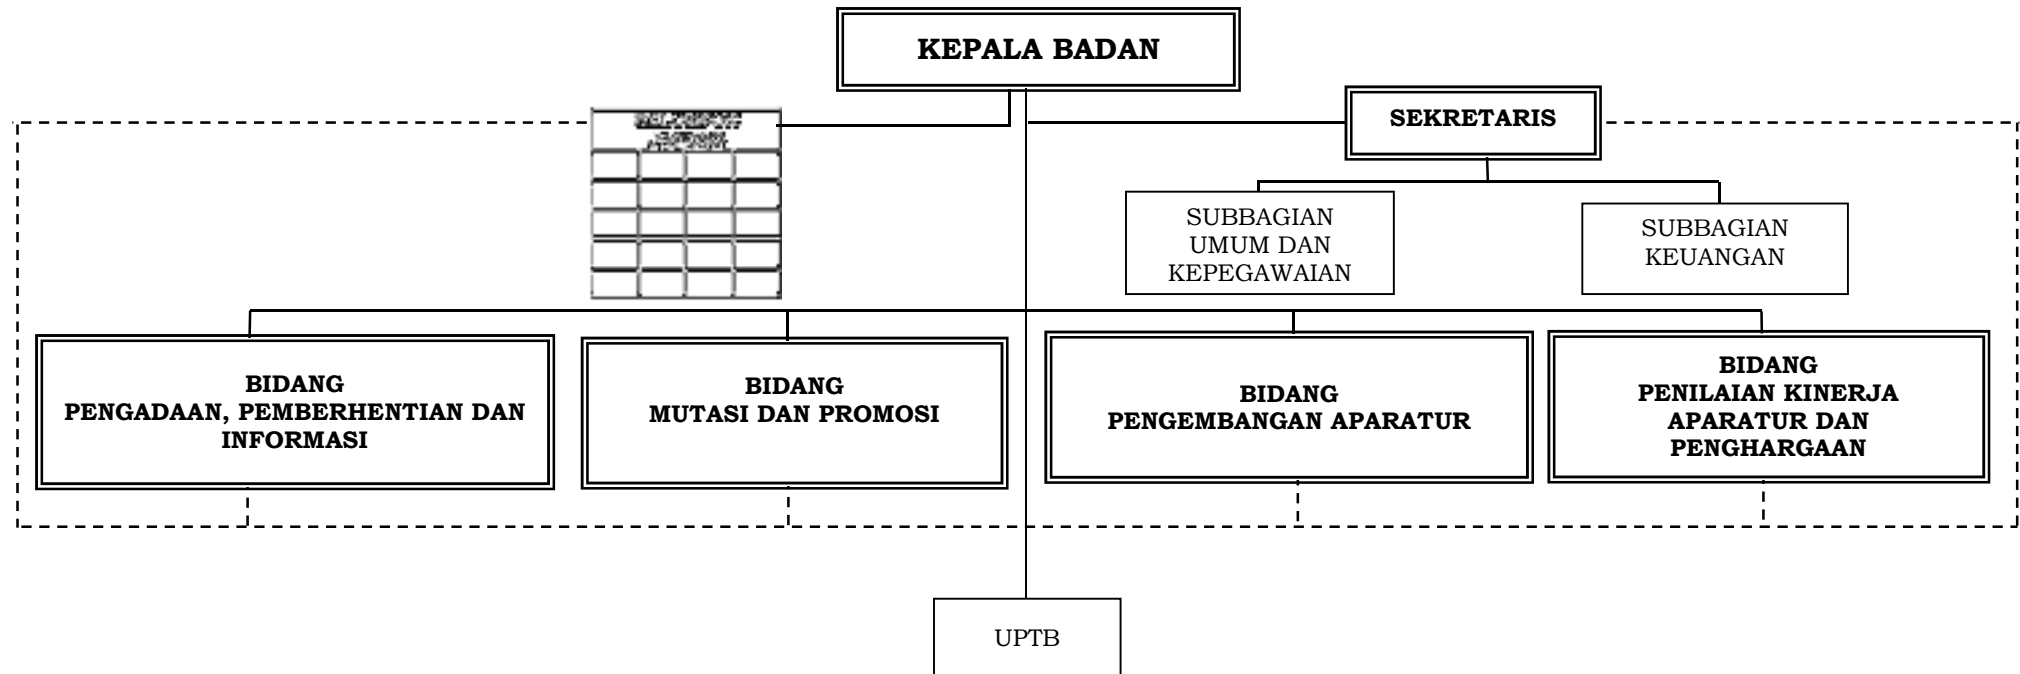 KEPALA BADAN
SEKRETARIS
SUBBAGIAN
UMUM DAN
KEPEGAWAIAN
SUBBAGIAN
KEUANGAN
BIDANG
PENGADAAN, PEMBERHENTIAN DAN
INFORMASI
BIDANG
MUTASI DAN PROMOSI
BIDANG
PENGEMBANGAN APARATUR
BIDANG
PENILAIAN KINERJA
APARATUR DAN
PENGHARGAAN
UPTB